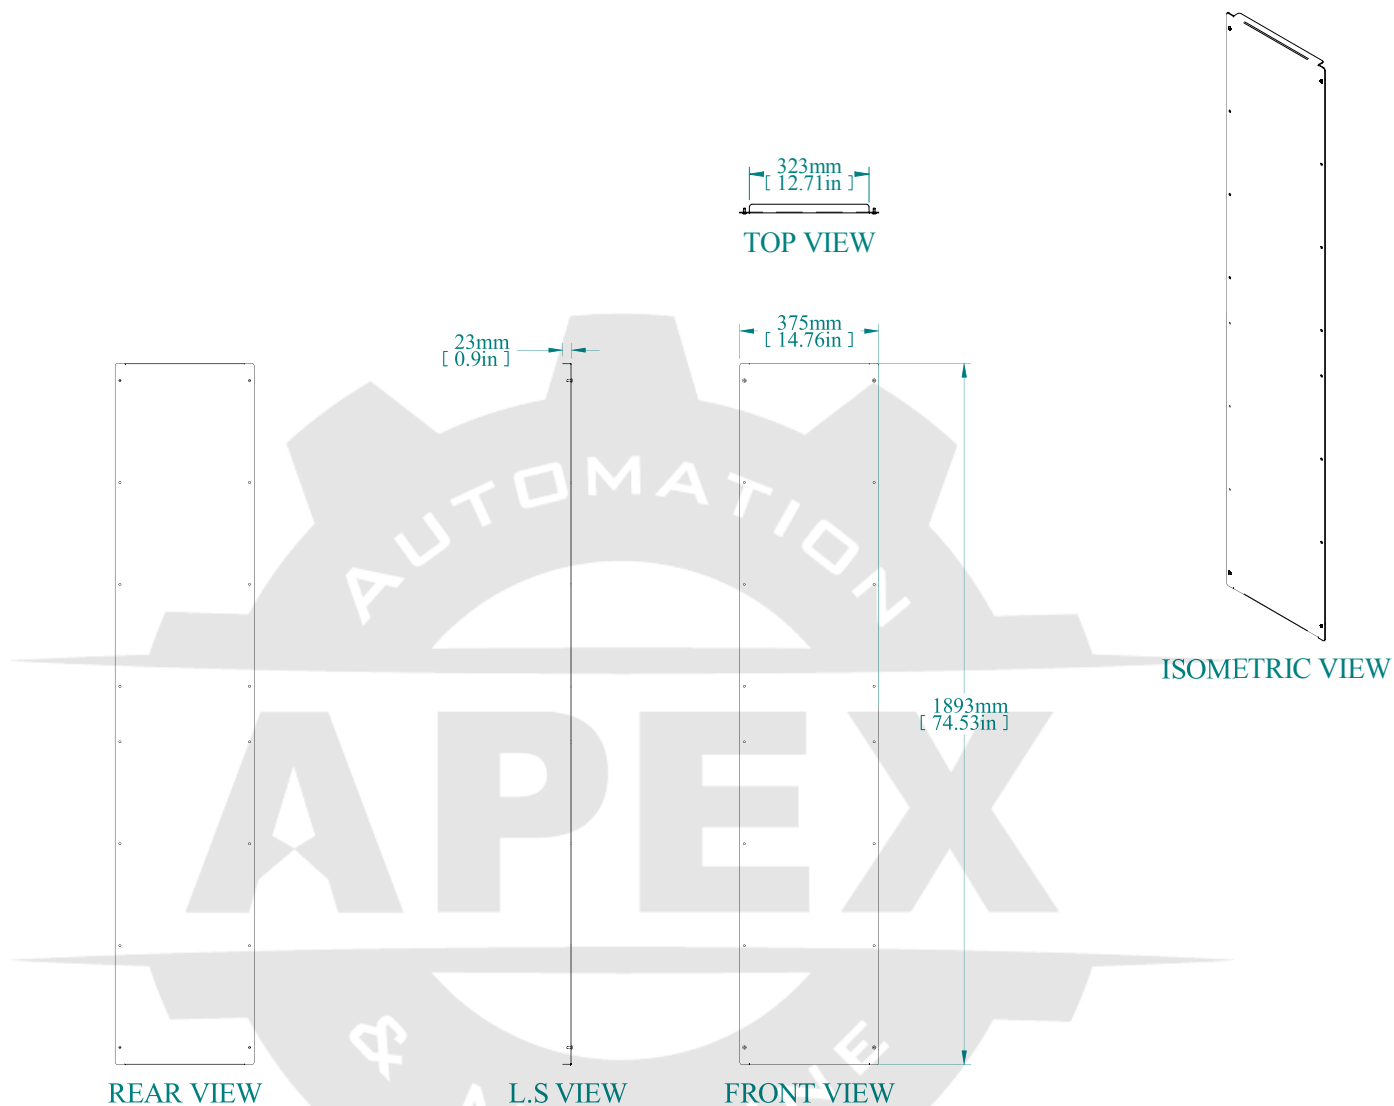 323mm
[ 12.71in ]
TOP VIEW
375mm
[ 14.76in ]
23mm
[ 0.9in ]
AUTOMATION
ISOMETRIC VIEW
1893mm
[ 74.53in ]
APEX
&
REAR VIEW
L.S VIEW
FRONT VIEW